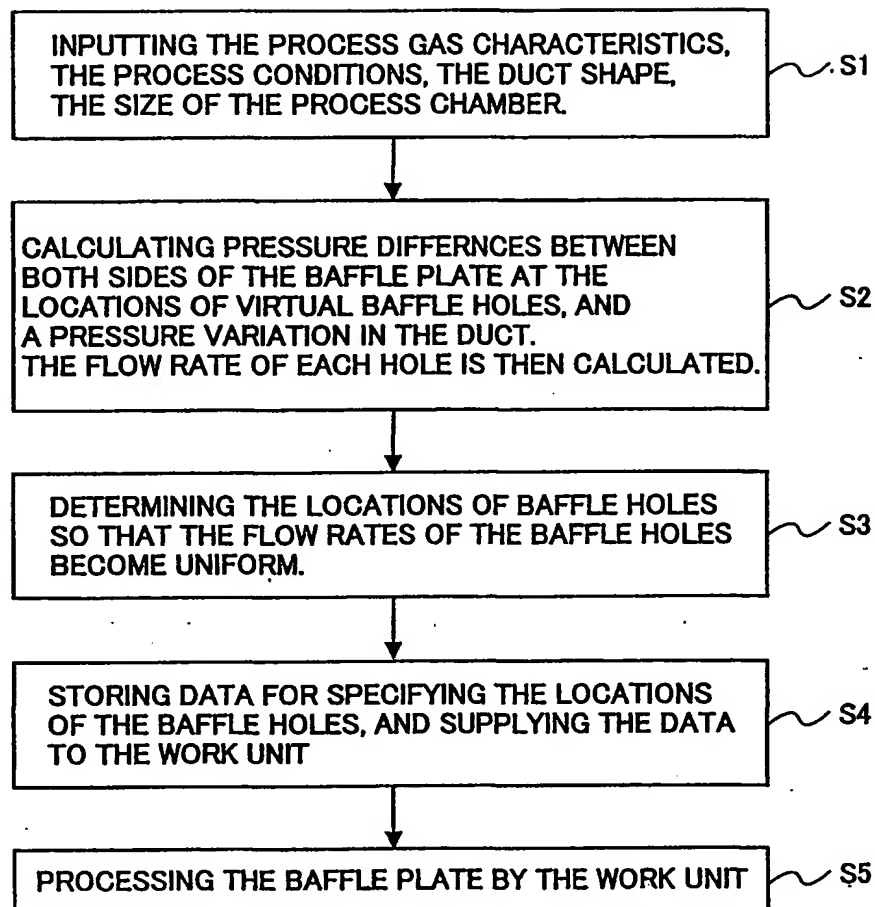 INPUTTING THE PROCESS GAS CHARACTERISTICS,
THE PROCESS CONDITIONS, THE DUCT SHAPE,
THE SIZE OF THE PROCESS CHAMBER.
S1
CALCULATING PRESSURE DIFFERNCES BETWEEN
BOTH SIDES OF THE BAFFLE PLATE AT THE
LOCATIONS OF VIRTUAL BAFFLE HOLES, AND
A PRESSURE VARIATION IN THE DUCT.
THE FLOW RATE OF EACH HOLE IS THEN CALCULATED.
S2
DETERMINING THE LOCATIONS OF BAFFLE HOLES
SO THAT THE FLOW RATES OF THE BAFFLE HOLES
BECOME UNIFORM.
S3
STORING DATA FOR SPECIFYING THE LOCATIONS
OF THE BAFFLE HOLES, AND SUPPLYING THE DATA
TO THE WORK UNIT
S4
PROCESSING THE BAFFLE PLATE BY THE WORK UNIT
S5